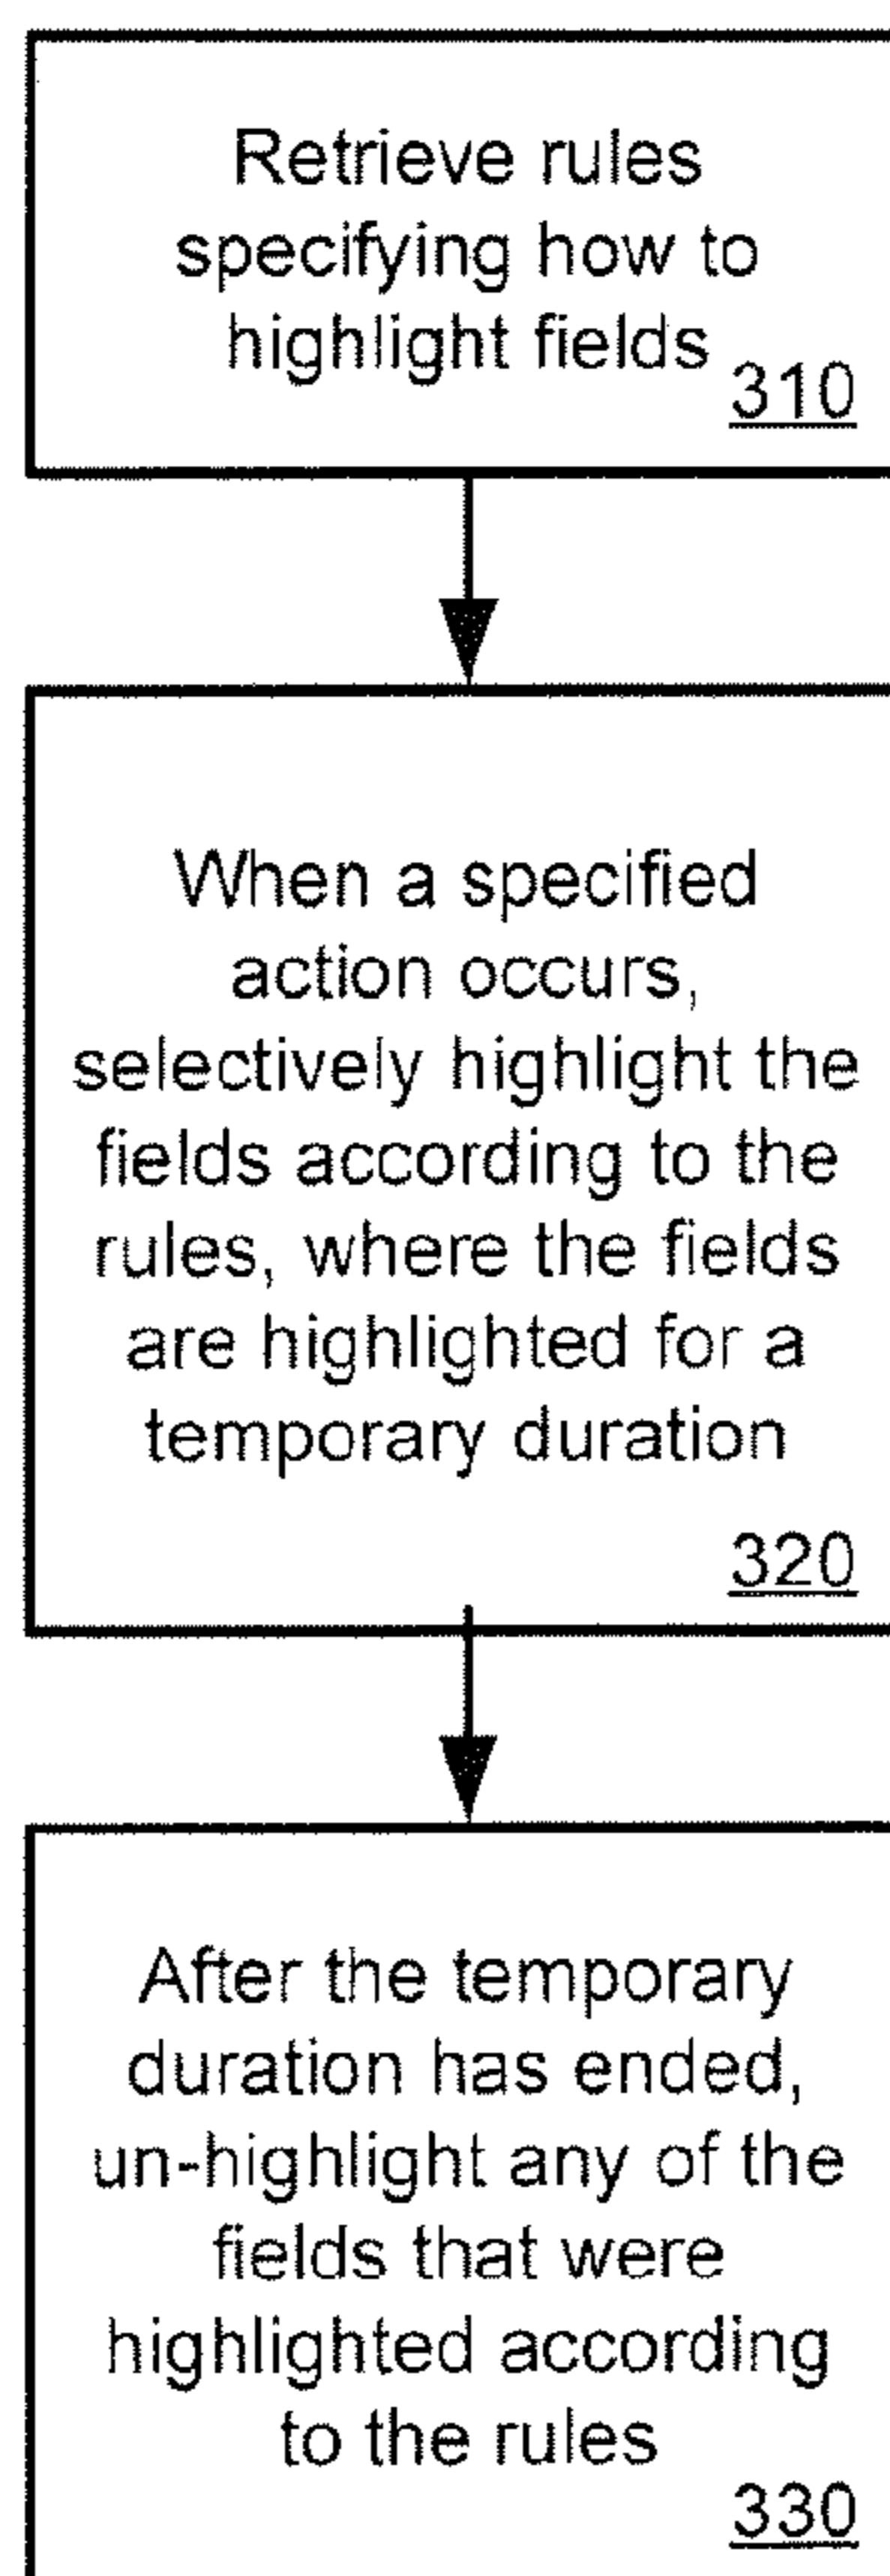 Retrieve rules
specifying how to
highlight fields
310
When a specified
action occurs,
selectively highlight the
fields according to the
rules, where the fields
are highlighted for a
temporary duration
320
After the temporary
duration has ended,
un-highlight any of the
fields that were
highlighted according
to the rules
330